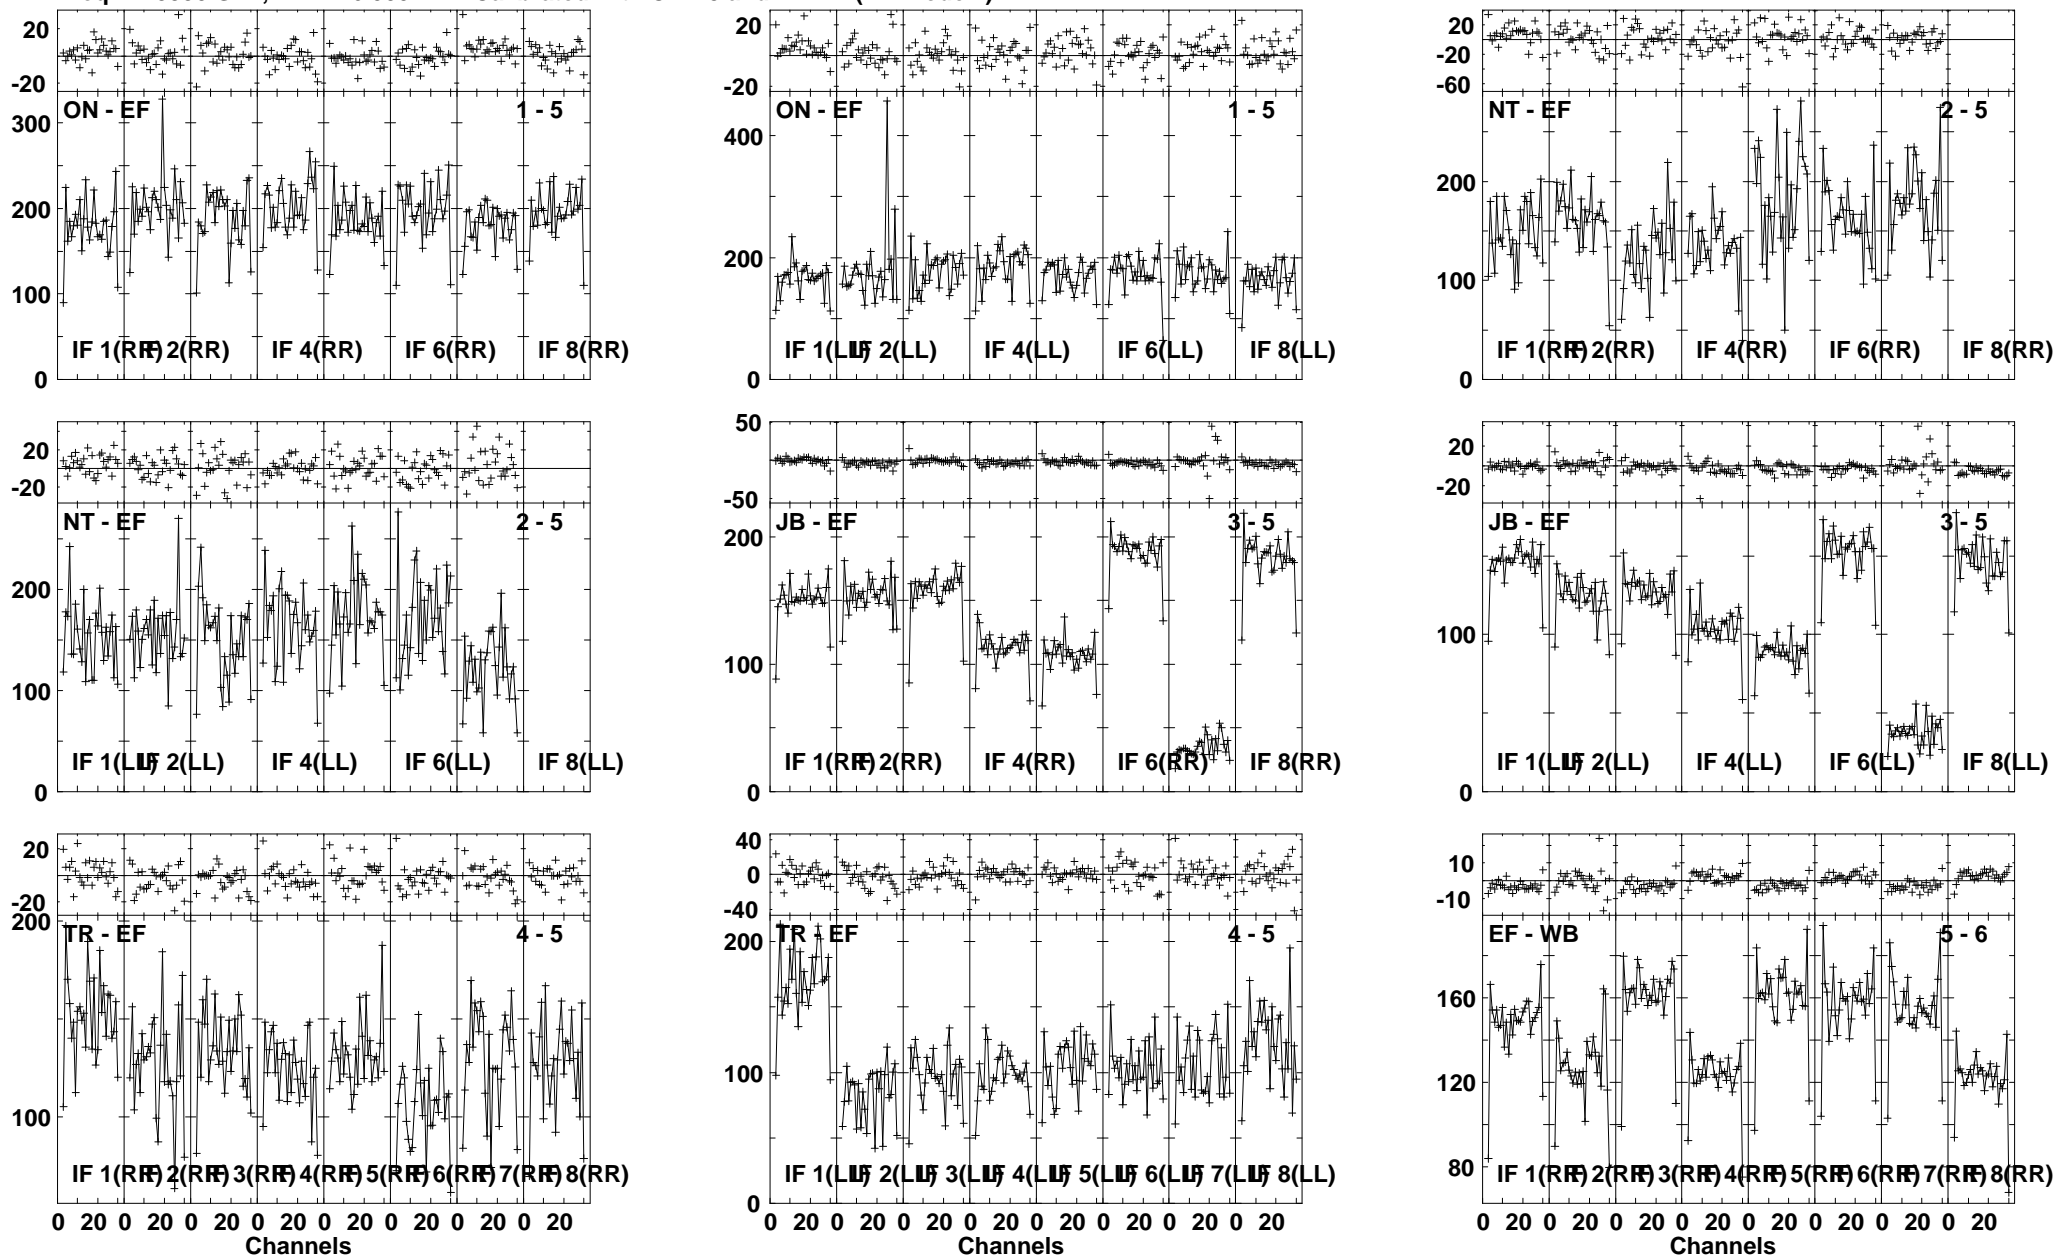 20 20 20
-20 -20 -20
-60
ON - EF 1 - 5 ON - EF 1 - 5 NT - EF 2 - 5
300 400
200 200 200
100 100
IF 1(RR) IF 2(RR) IF 4(RR) IF 6(RR) IF 8(RR) IF 1(LL) IF 2(LL) IF 4(LL) IF 6(LL) IF 8(LL) IF 1(RR) IF 2(RR) IF 4(RR) IF 6(RR) IF 8(RR)
0 0 0
20 50 20
-20 -50 -20
NT - EF 2 - 5 JB - EF 3 - 5 JB - EF 3 - 5
200 200
100 100 100
IF 1(LL) IF 2(LL) IF 4(LL) IF 6(LL) IF 8(LL) IF 1(RR) IF 2(RR) IF 4(RR) IF 6(RR) IF 8(RR) IF 1(LL) IF 2(LL) IF 4(LL) IF 6(LL) IF 8(LL)
0 0 0
20 40 10
-20 0 -10
-40
200 TR - EF 4 - 5 200 TR - EF 4 - 5 EF - WB 5 - 6
160
100 100 120
80
IF 1(RR) IF 2(RR) IF 3(RR) IF 4(RR) IF 5(RR) IF 6(RR) IF 7(RR) IF 8(RR) IF 1(LL) IF 2(LL) IF 3(LL) IF 4(LL) IF 5(LL) IF 6(LL) IF 7(LL) IF 8(LL) IF 1(RR) IF 2(RR) IF 3(RR) IF 4(RR) IF 5(RR) IF 6(RR) IF 7(RR) IF 8(RR)
0
0 20 0 20 0 20 0 20 0 20 0 20 0 20 0 20 0 20 0 20 0 20 0 20 0 20 0 20 0 20 0 20 0 20 0 20 0 20 0 20 0 20 0 20 0 20 0 20
Channels Channels Channels